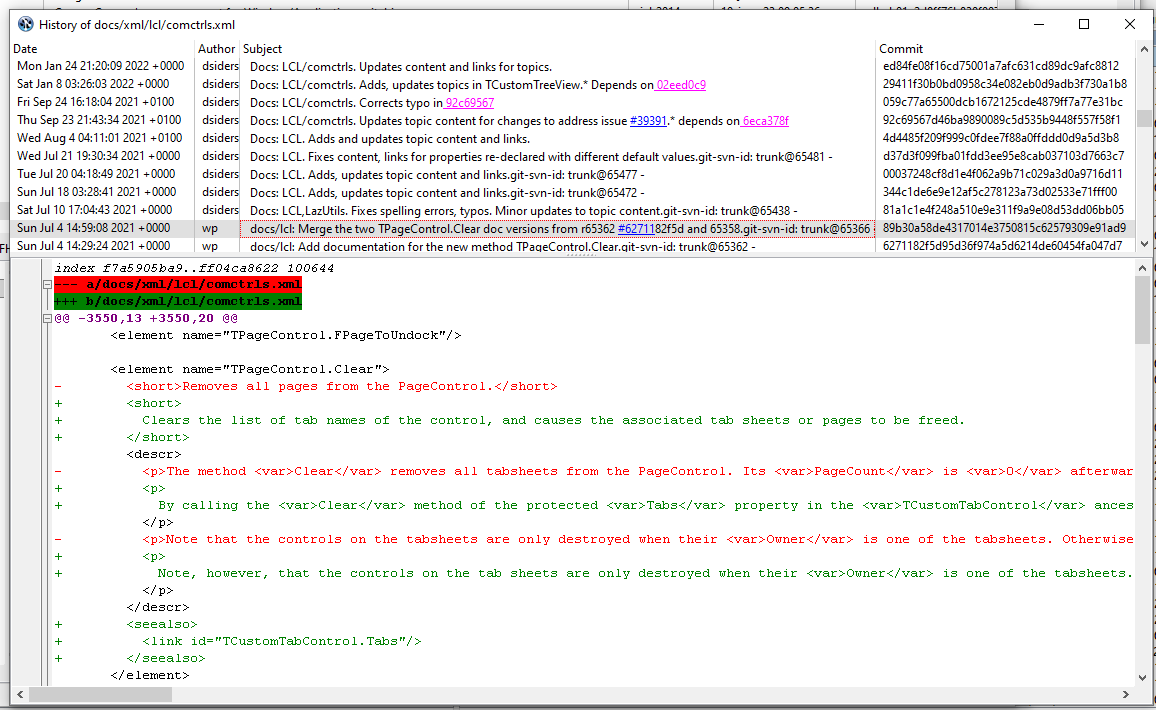 History of docs/xml/lcl/comctrls.xml
Date Author Subject Commit
Mon Jan 24 21:20:09 2022 +0000 dsiders Docs: LCL/comctrls. Updates content and links for topics. ed84fe08f16cd75001a7afc631cd89dc9afc8812
Sat Jan 8 03:26:03 2022 +0000 dsiders Docs: LCL/comctrls. Adds, updates topics in TCustomTreeView.* Depends on 02eed0c9 29411f30b0bd0958c34e082eb0d9adb3f730a1b8
Fri Sep 24 16:18:04 2021 +0100 dsiders Docs: LCL/comctrls. Corrects typo in 92c69567 059c77a65500dcb1672125cde4879ff7a77e31bc
Thu Sep 23 21:43:34 2021 +0100 dsiders Docs: LCL/comctrls. Updates topic content for changes to address issue #39391.* depends on 6eca378f 92c69567d46ba9890089c5d535b9448f557f58f1
Wed Aug 4 04:11:01 2021 +0000 dsiders Docs: LCL. Adds and updates topic content and links. 4d4485f209f999c0fdee7f88a0ffddd0d9a5d3b8
Wed Jul 21 19:30:34 2021 +0000 dsiders Docs: LCL. Fixes content, links for properties re-declared with different default values.git-svn-id: trunk@65481 - d37d3f099fba01fdd3ee95e8cab037103d7663c7
Tue Jul 20 04:18:49 2021 +0000 dsiders Docs: LCL. Adds, updates topic content and links.git-svn-id: trunk@65477 - 00037248cf8d1e4f062a9b71c029a3d0a9716d11
Sun Jul 18 03:28:41 2021 +0000 dsiders Docs: LCL. Adds, updates topic content and links.git-svn-id: trunk@65472 - 344c1de6e9e12af5c278123a73d02533e71fff00
Sat Jul 10 17:04:43 2021 +0000 dsiders Docs: LCL,LazUtils. Fixes spelling errors, typos. Minor updates to topic content.git-svn-id: trunk@65438 - 81a1c1e4f248a510e9e311f9a9e08d53dd06bb05
Sun Jul 4 14:59:08 2021 +0000 wp docs/lcl: Merge the two TPageControl.Clear doc versions from r65362 #6271182f5d and 65358.git-svn-id: trunk@65366 89b30a58de4317014e3750815c62579309e91ad9
Sun Jul 4 14:29:24 2021 +0000 wp docs/lcl: Add documentation for the new method TPageControl.Clear.git-svn-id: trunk@65362 - 6271182f5d95d36f974a5d6214de60454fa047d7
index f7a5905ba9..ff04ca8622 100644
--- a/docs/xml/lcl/comctrls.xml
+++ b/docs/xml/lcl/comctrls.xml
@@ -3550,13 +3550,20 @@
<element name="TPageControl.FPageToUndock"/>
<element name="TPageControl.Clear">
- <short>Removes all pages from the PageControl.</short>
+ <short>
+ Clears the list of tab names of the control, and causes the associated tab sheets or pages to be freed.
+ </short>
<descr>
- <p>The method <var>Clear</var> removes all tabsheets from the PageControl. Its <var>PageCount</var> is <var>0</var> afterwar
+ <p>
+ By calling the <var>Clear</var> method of the protected <var>Tabs</var> property in the <var>TCustomTabControl</var> ances
</p>
- <p>Note that the controls on the tabsheets are only destroyed when their <var>Owner</var> is one of the tabsheets. Otherwise
+ <p>
+ Note, however, that the controls on the tab sheets are only destroyed when their <var>Owner</var> is one of the tabsheets.
</p>
</descr>
+ <seealso>
+ <link id="TCustomTabControl.Tabs"/>
+ </seealso>
</element>